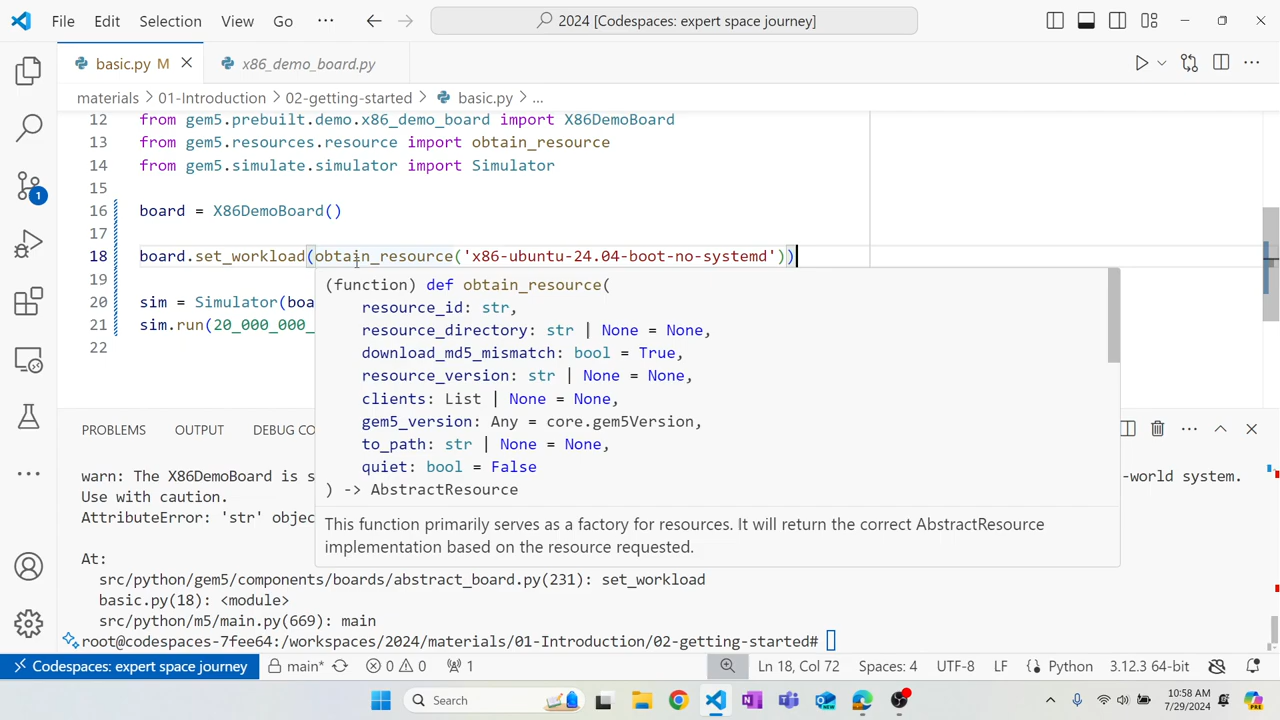 File Edit Selection View Go ··· 2024 [Codespaces: expert space journey]
basic.py M x86_demo_board.py
materials > 01-Introduction > 02-getting-started > basic.py > ...
12 from gem5.prebuilt.demo.x86_demo_board import X86DemoBoard
13 from gem5.resources.resource import obtain_resource
14 from gem5.simulate.simulator import Simulator
15
16 board = X86DemoBoard()
17
18 board.set_workload(obtain_resource('x86-ubuntu-24.04-boot-no-systemd'))
19
20 sim = Simulator(boa
21 sim.run(20_000_000_
22
(function) def obtain_resource(
resource_id: str,
resource_directory: str | None = None,
download_md5_mismatch: bool = True,
resource_version: str | None = None,
clients: List | None = None,
gem5_version: Any = core.gem5Version,
to_path: str | None = None,
quiet: bool = False
) -> AbstractResource
This function primarily serves as a factory for resources. It will return the correct AbstractResource
implementation based on the resource requested.
PROBLEMS OUTPUT DEBUG CO
warn: The X86DemoBoard is s -world system.
Use with caution.
AttributeError: 'str' objec
At:
src/python/gem5/components/boards/abstract_board.py(231): set_workload
basic.py(18): <module>
src/python/m5/main.py(669): main
root@codespaces-7fee64:/workspaces/2024/materials/01-Introduction/02-getting-started#
1
Codespaces: expert space journey main* 0 0 1 Ln 18, Col 72 Spaces: 4 UTF-8 LF Python 3.12.3 64-bit
Search
NEW
10:58 AM
7/29/2024
PRE